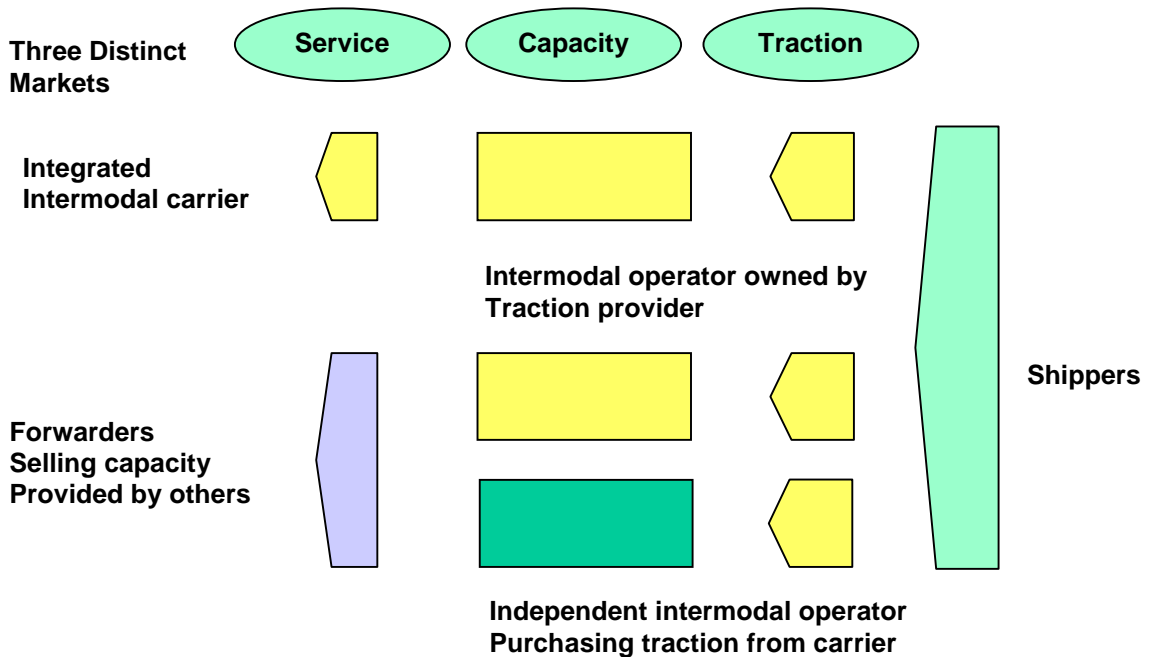 Three Distinct
Markets
Service
Capacity
Traction
Integrated
Intermodal carrier
Intermodal operator owned by
Traction provider
Shippers
Forwarders
Selling capacity
Provided by others
Independent intermodal operator
Purchasing traction from carrier